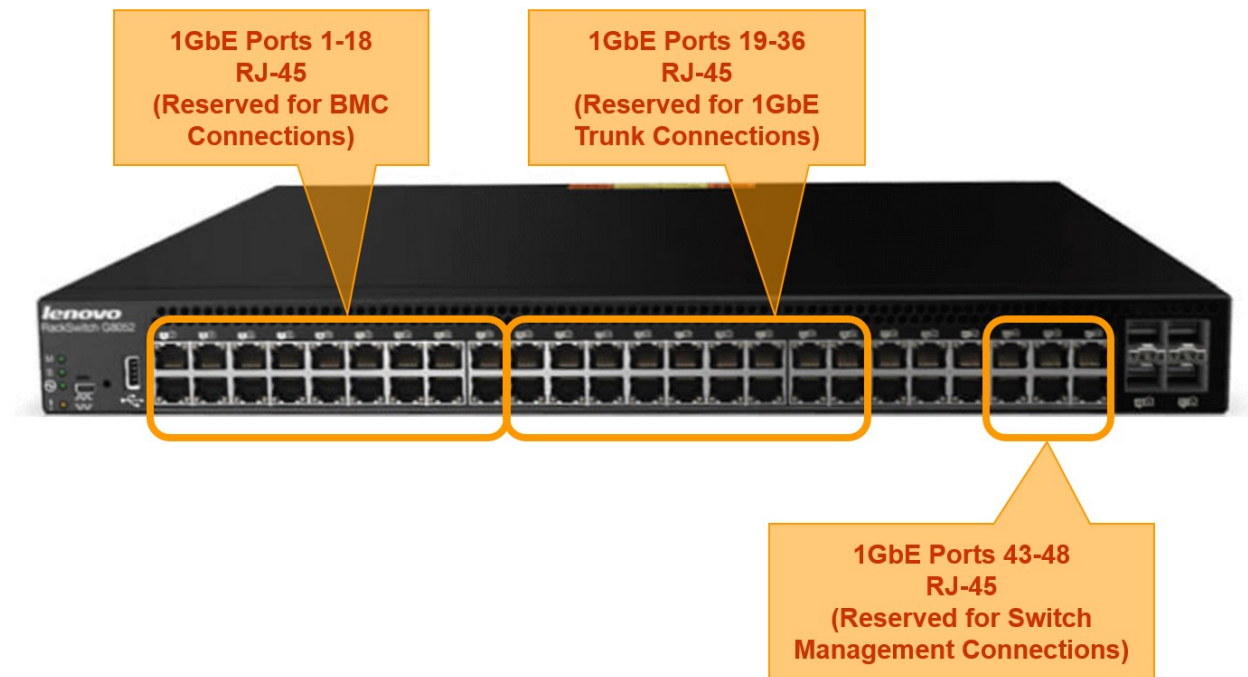 1GbE Ports 1-18
RJ-45
(Reserved for BMC
Connections)
1GbE Ports 19-36
RJ-45
(Reserved for 1GbE
Trunk Connections)
lenovo
RackSwitch G8052
1GbE Ports 43-48
RJ-45
(Reserved for Switch
Management Connections)